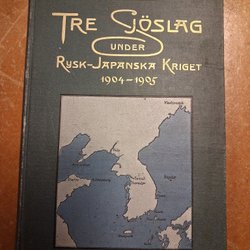 TRE SJÖSLAG
UNDER
RYSK-JAPANSKA KRIGET
1904-1905